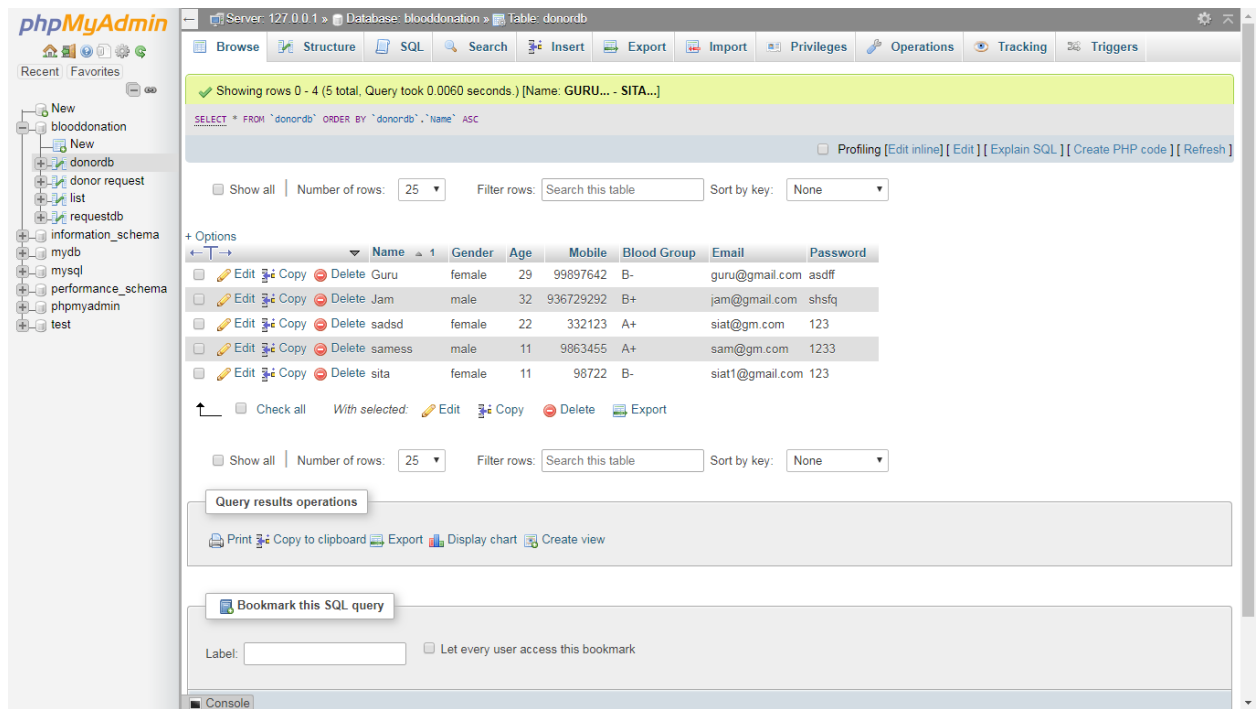 phpMyAdmin
Recent Favorites
New
blooddonation
New
donordb
donor request
list
requestdb
information_schema
mydb
mysql
performance_schema
phpmyadmin
test
Server: 127.0.0.1 » Database: blooddonation » Table: donordb
Browse Structure SQL Search Insert Export Import Privileges Operations Tracking Triggers
Showing rows 0 - 4 (5 total, Query took 0.0060 seconds.) [Name: GURU... - SITA...]
SELECT * FROM `donordb` ORDER BY `donordb`.`Name` ASC
Profiling [Edit inline] [ Edit ] [ Explain SQL ] [ Create PHP code ] [ Refresh ]
Show all | Number of rows: 25 Filter rows: Search this table Sort by key: None
+ Options
←T→ Name 1 Gender Age Mobile Blood Group Email Password
Edit Copy Delete Guru female 29 99897642 B- guru@gmail.com asdff
Edit Copy Delete Jam male 32 936729292 B+ jam@gmail.com shsfq
Edit Copy Delete sadsd female 22 332123 A+ siat@gm.com 123
Edit Copy Delete samess male 11 9863455 A+ sam@gm.com 1233
Edit Copy Delete sita female 11 98722 B- siat1@gmail.com 123
Check all With selected: Edit Copy Delete Export
Show all | Number of rows: 25 Filter rows: Search this table Sort by key: None
Query results operations
Print Copy to clipboard Export Display chart Create view
Bookmark this SQL query
Label: Let every user access this bookmark
Console